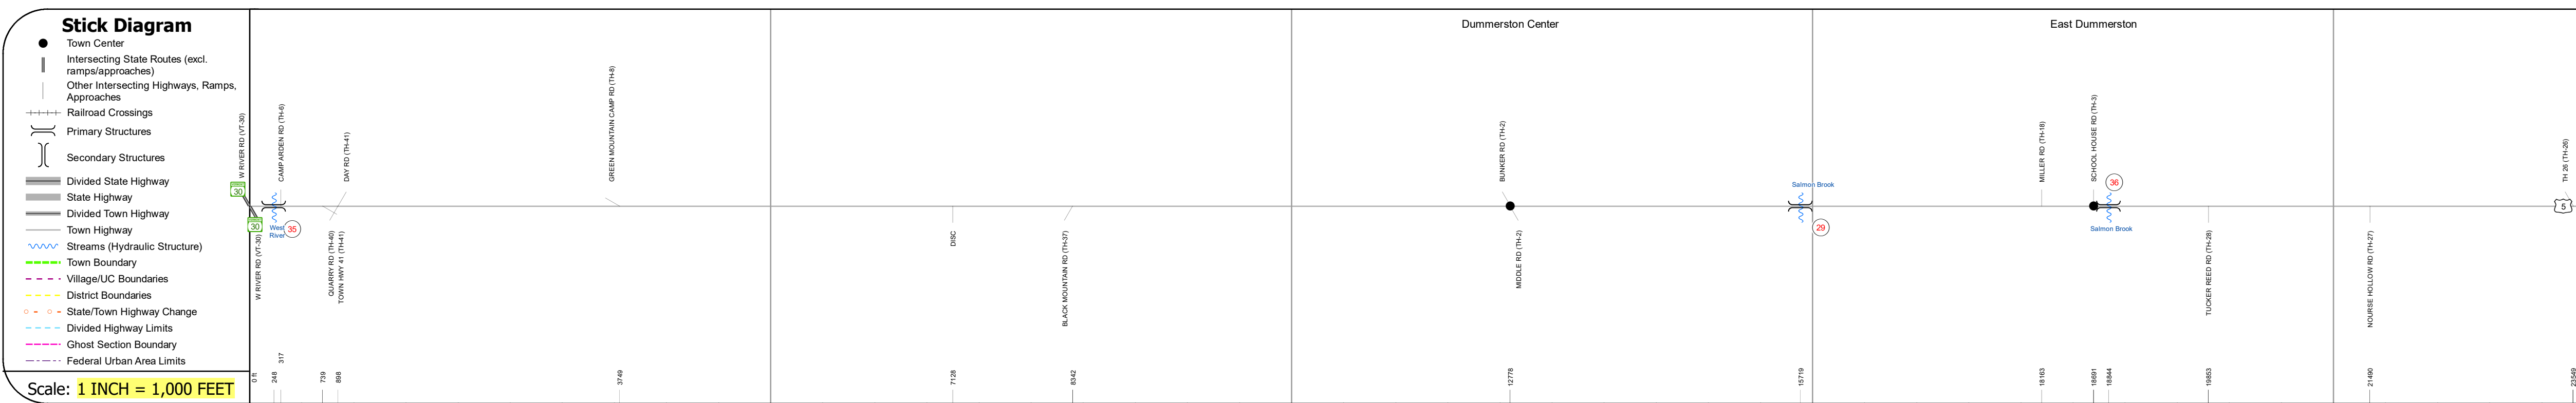 Stick Diagram
Town Center
Intersecting State Routes (excl.
ramps/approaches)
Other Intersecting Highways, Ramps,
Approaches
Railroad Crossings
Primary Structures
Secondary Structures
Divided State Highway
State Highway
Divided Town Highway
Town Highway
Streams (Hydraulic Structure)
Town Boundary
Village/UC Boundaries
District Boundaries
State/Town Highway Change
Divided Highway Limits
Ghost Section Boundary
Federal Urban Area Limits
Scale: 1 INCH = 1,000 FEET
Dummerston Center
East Dummerston
W RIVER RD (VT-30)
CAMP ARDEN RD (TH-6)
DAY RD (TH-41)
GREEN MOUNTAIN CAMP RD (TH-8)
BUNKER RD (TH-2)
MILLER RD (TH-18)
SCHOOL HOUSE RD (TH-3)
TH 26 (TH-26)
30
30
West
River
35
Salmon Brook
29
36
Salmon Brook
5
W RIVER RD (VT-30)
QUARRY RD (TH-40)
TOWN HWY 41 (TH-41)
DISC
BLACK MOUNTAIN RD (TH-37)
MIDDLE RD (TH-2)
TUCKER REED RD (TH-28)
NOURSE HOLLOW RD (TH-27)
0 ft
248
317
739
898
3749
7128
8342
12778
15719
18163
18691
18844
19853
21490
23549